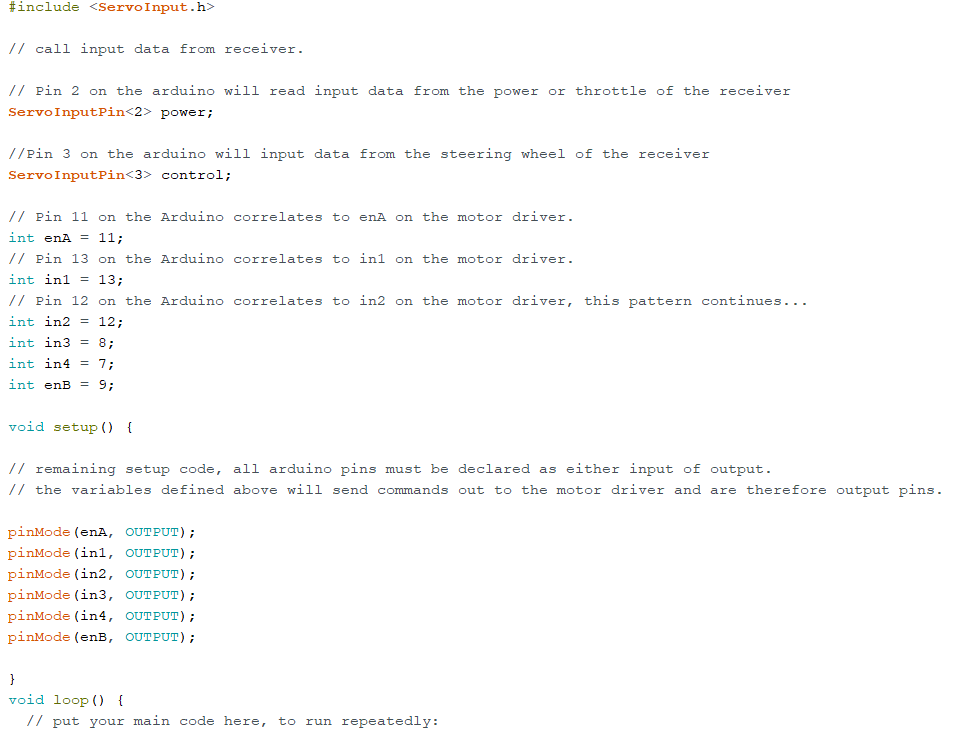 #include <ServoInput.h>
// call input data from receiver.
// Pin 2 on the arduino will read input data from the power or throttle of the receiver
ServoInputPin<2> power;
//Pin 3 on the arduino will input data from the steering wheel of the receiver
ServoInputPin<3> control;
// Pin 11 on the Arduino correlates to enA on the motor driver.
int enA = 11;
// Pin 13 on the Arduino correlates to in1 on the motor driver.
int in1 = 13;
// Pin 12 on the Arduino correlates to in2 on the motor driver, this pattern continues...
int in2 = 12;
int in3 = 8;
int in4 = 7;
int enB = 9;
void setup() {
// remaining setup code, all arduino pins must be declared as either input of output.
// the variables defined above will send commands out to the motor driver and are therefore output pins.
pinMode(enA, OUTPUT);
pinMode(in1, OUTPUT);
pinMode(in2, OUTPUT);
pinMode(in3, OUTPUT);
pinMode(in4, OUTPUT);
pinMode(enB, OUTPUT);
}
void loop() {
// put your main code here, to run repeatedly: